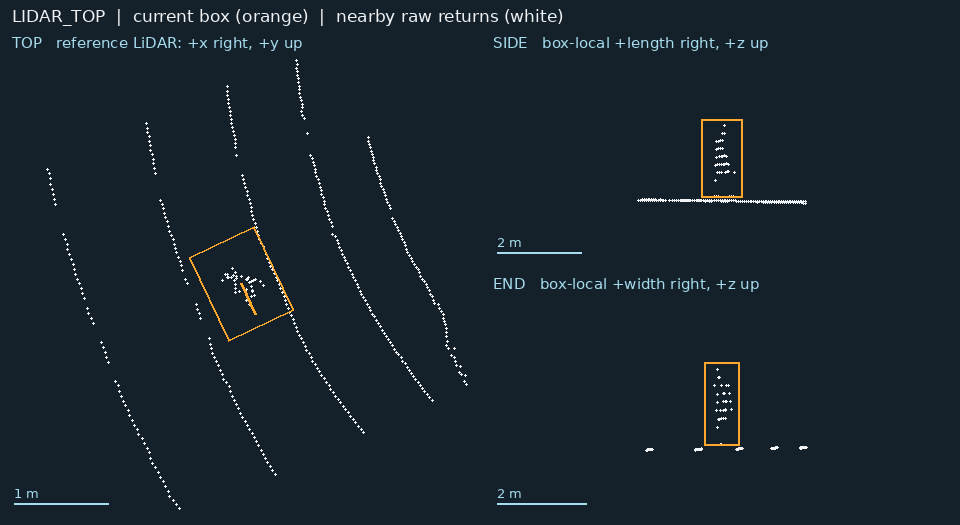 LIDAR_TOP  |  current box (orange)  |  nearby raw returns (white)
TOP   reference LiDAR: +x right, +y up
SIDE   box-local +length right, +z up
2 m
END   box-local +width right, +z up
1 m
2 m